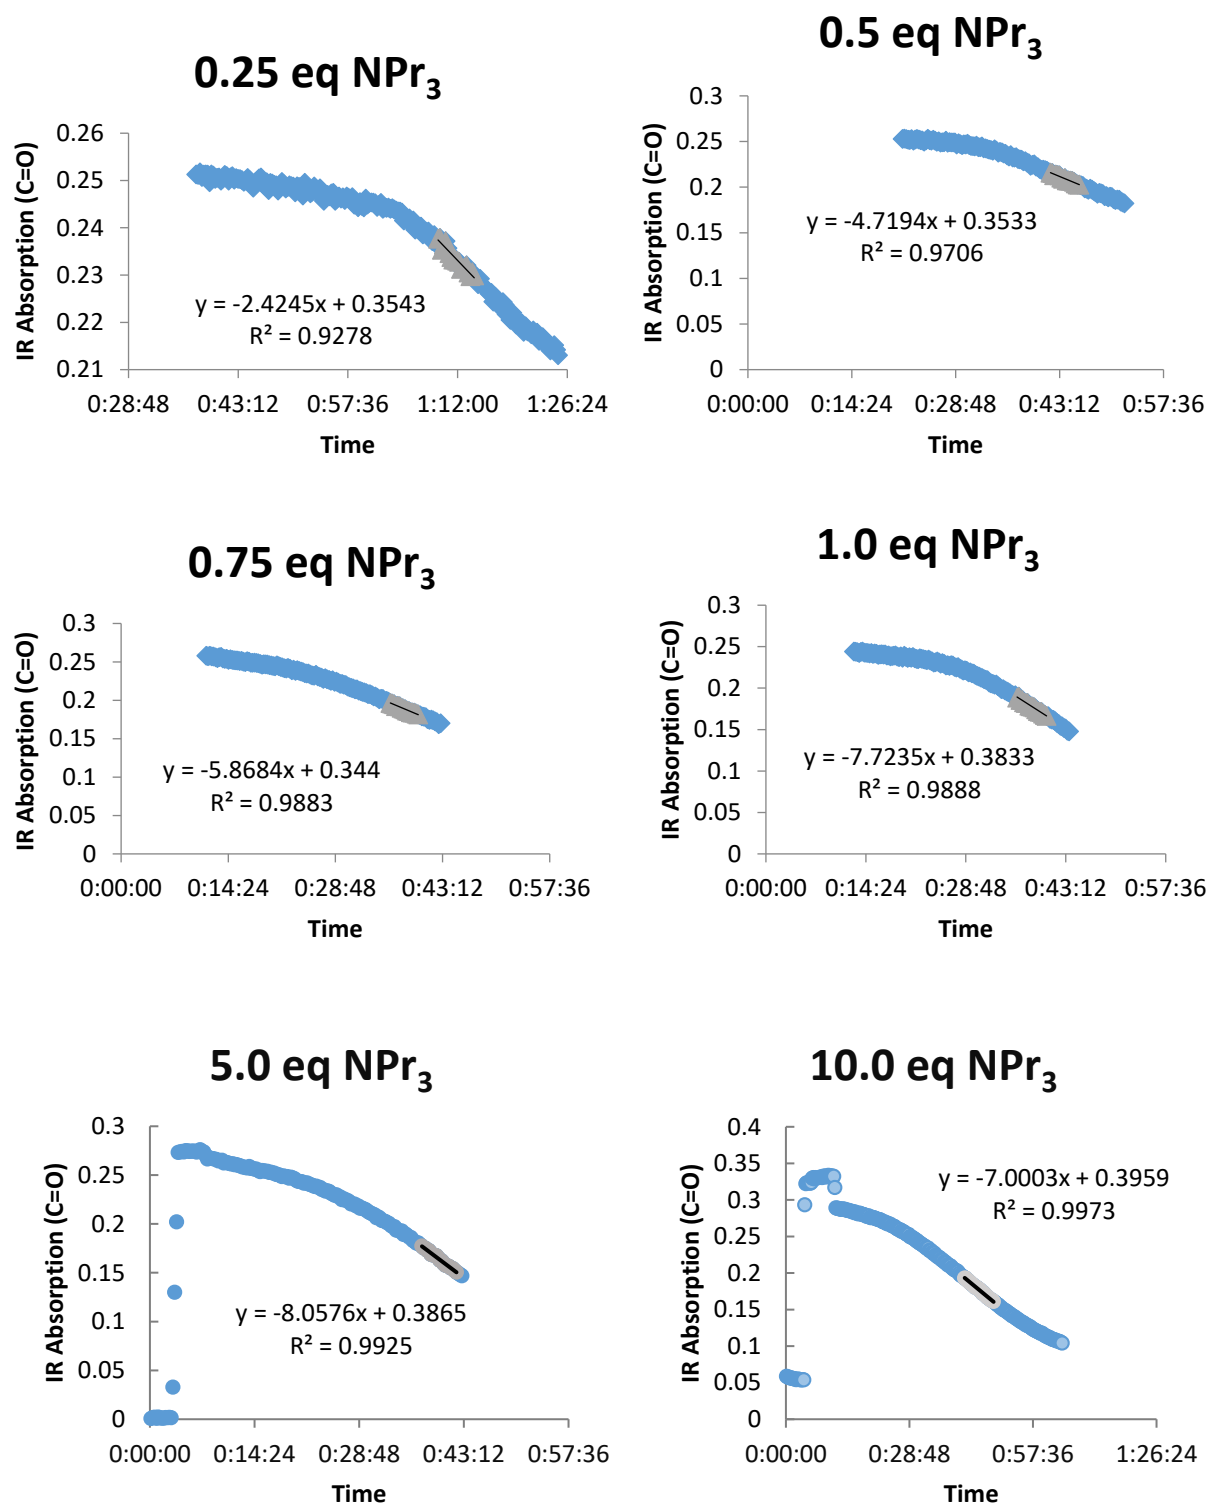 0.25 eq NPr₃
IR Absorption (C=O)
0.26
0.25
0.24
0.23
0.22
0.21
y = -2.4245x + 0.3543
R² = 0.9278
0:28:48 0:43:12 0:57:36 1:12:00 1:26:24
Time
0.5 eq NPr₃
IR Absorption (C=O)
0.3
0.25
0.2
0.15
0.1
0.05
0
y = -4.7194x + 0.3533
R² = 0.9706
0:00:00 0:14:24 0:28:48 0:43:12 0:57:36
Time
0.75 eq NPr₃
IR Absorption (C=O)
0.3
0.25
0.2
0.15
0.1
0.05
0
y = -5.8684x + 0.344
R² = 0.9883
0:00:00 0:14:24 0:28:48 0:43:12 0:57:36
Time
1.0 eq NPr₃
IR Absorption (C=O)
0.3
0.25
0.2
0.15
0.1
0.05
0
y = -7.7235x + 0.3833
R² = 0.9888
0:00:00 0:14:24 0:28:48 0:43:12 0:57:36
Time
5.0 eq NPr₃
IR Absorption (C=O)
0.3
0.25
0.2
0.15
0.1
0.05
0
y = -8.0576x + 0.3865
R² = 0.9925
0:00:00 0:14:24 0:28:48 0:43:12 0:57:36
Time
10.0 eq NPr₃
IR Absorption (C=O)
0.4
0.35
0.3
0.25
0.2
0.15
0.1
0.05
0
y = -7.0003x + 0.3959
R² = 0.9973
0:00:00 0:28:48 0:57:36 1:26:24
Time